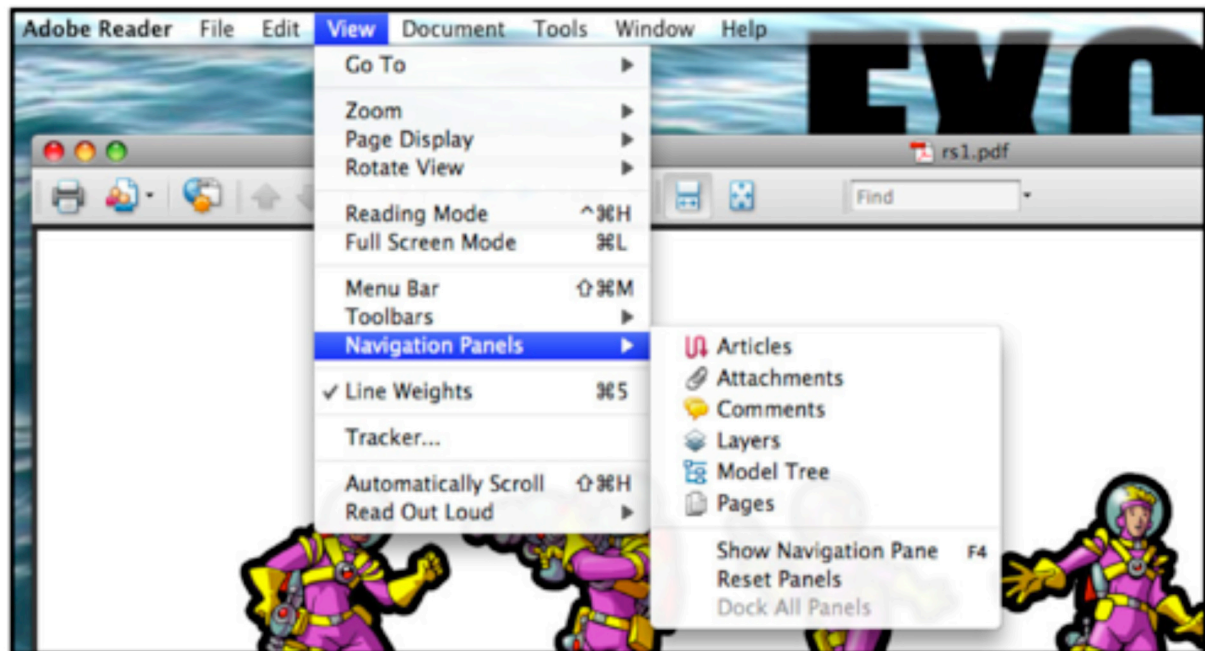 Adobe Reader File Edit View Document Tools Window Help
EXC
rs1.pdf
Find
Go To
Zoom
Page Display
Rotate View
Reading Mode ^⌘H
Full Screen Mode ⌘L
Menu Bar ⇧⌘M
Toolbars
Navigation Panels
✓ Line Weights ⌘5
Tracker...
Automatically Scroll ⇧⌘H
Read Out Loud
Articles
Attachments
Comments
Layers
Model Tree
Pages
Show Navigation Pane F4
Reset Panels
Dock All Panels